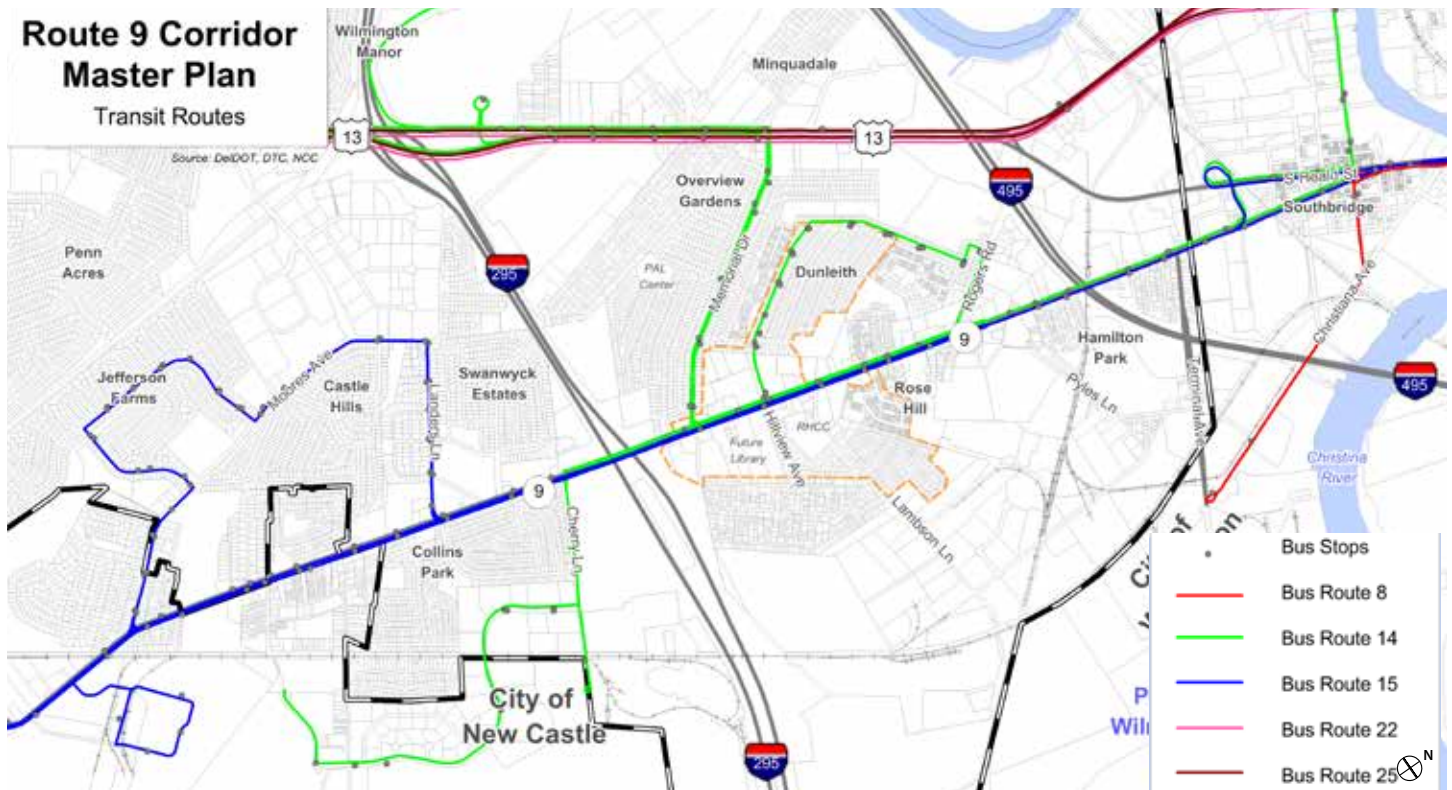 Route 9 Corridor
Master Plan
Transit Routes
Source: DelDOT, DTC, NCC
Wilmington
Manor
Minquadale
13
13
495
Overview
Gardens
S Heald St
Southbridge
Penn
Acres
295
PAL
Center
Memorial Dr
Dunleith
Rogers Rd
Christiana Ave
9
Hamilton
Park
Jefferson
Farms
Moores Ave
Castle
Hills
Landers Ln
Swanwyck
Estates
Rose
Hill
Pyles Ln
Terminal Ave
495
Future
Library
Hillview Ave
RHCC
Christina
River
9
Cherry Ln
Lambson Ln
Collins
Park
City of
New Castle
295
Bus Stops
Bus Route 8
Bus Route 14
Bus Route 15
Bus Route 22
Bus Route 25
N